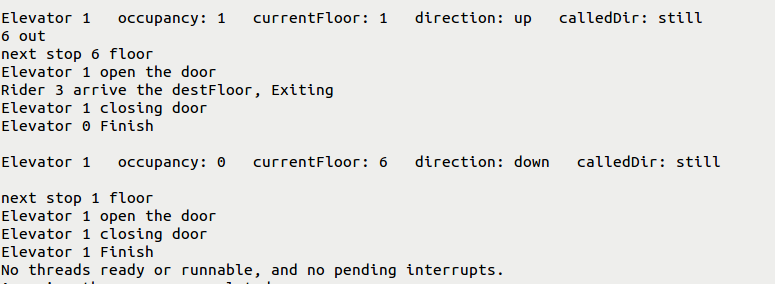 Elevator 1   occupancy: 1   currentFloor: 1   direction: up   calledDir: still
6 out
next stop 6 floor
Elevator 1 open the door
Rider 3 arrive the destFloor, Exiting
Elevator 1 closing door
Elevator 0 Finish
Elevator 1   occupancy: 0   currentFloor: 6   direction: down   calledDir: still
next stop 1 floor
Elevator 1 open the door
Elevator 1 closing door
Elevator 1 Finish
No threads ready or runnable, and no pending interrupts.